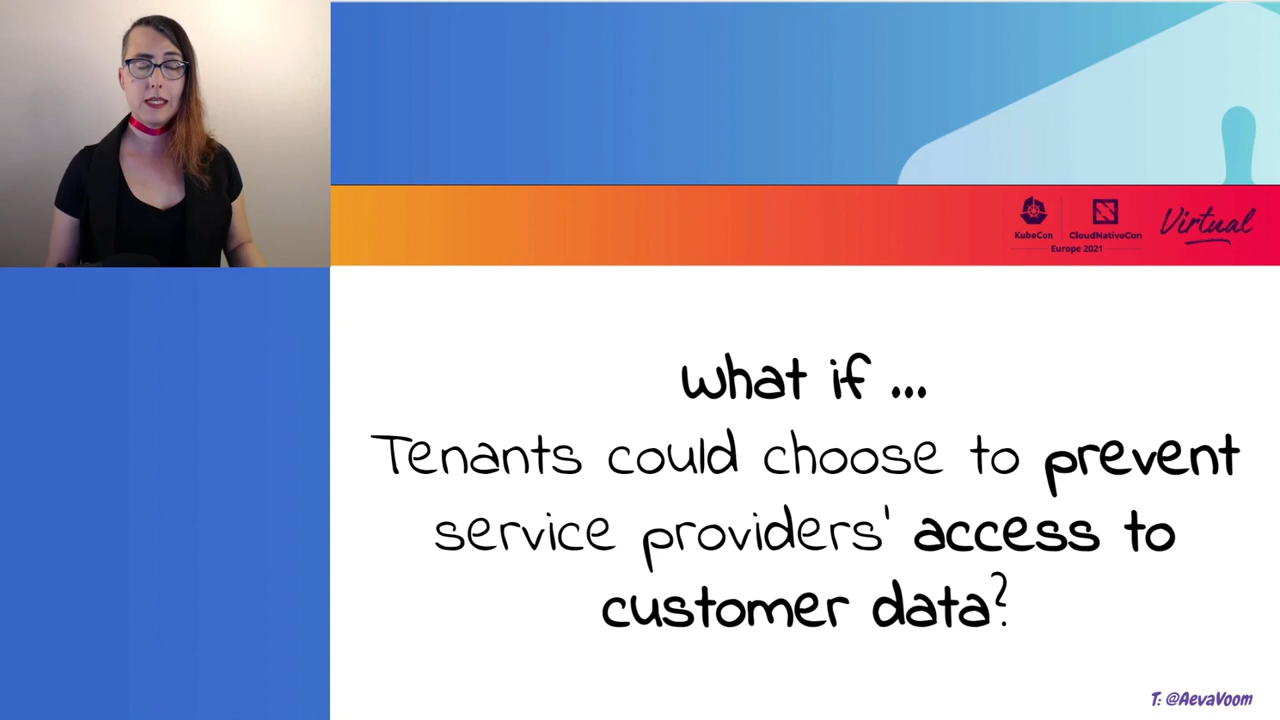 KubeCon
CloudNativeCon
Europe 2021
Virtual
What if ...
Tenants could choose to prevent
service providers' access to
customer data?
T: @AevaVoom